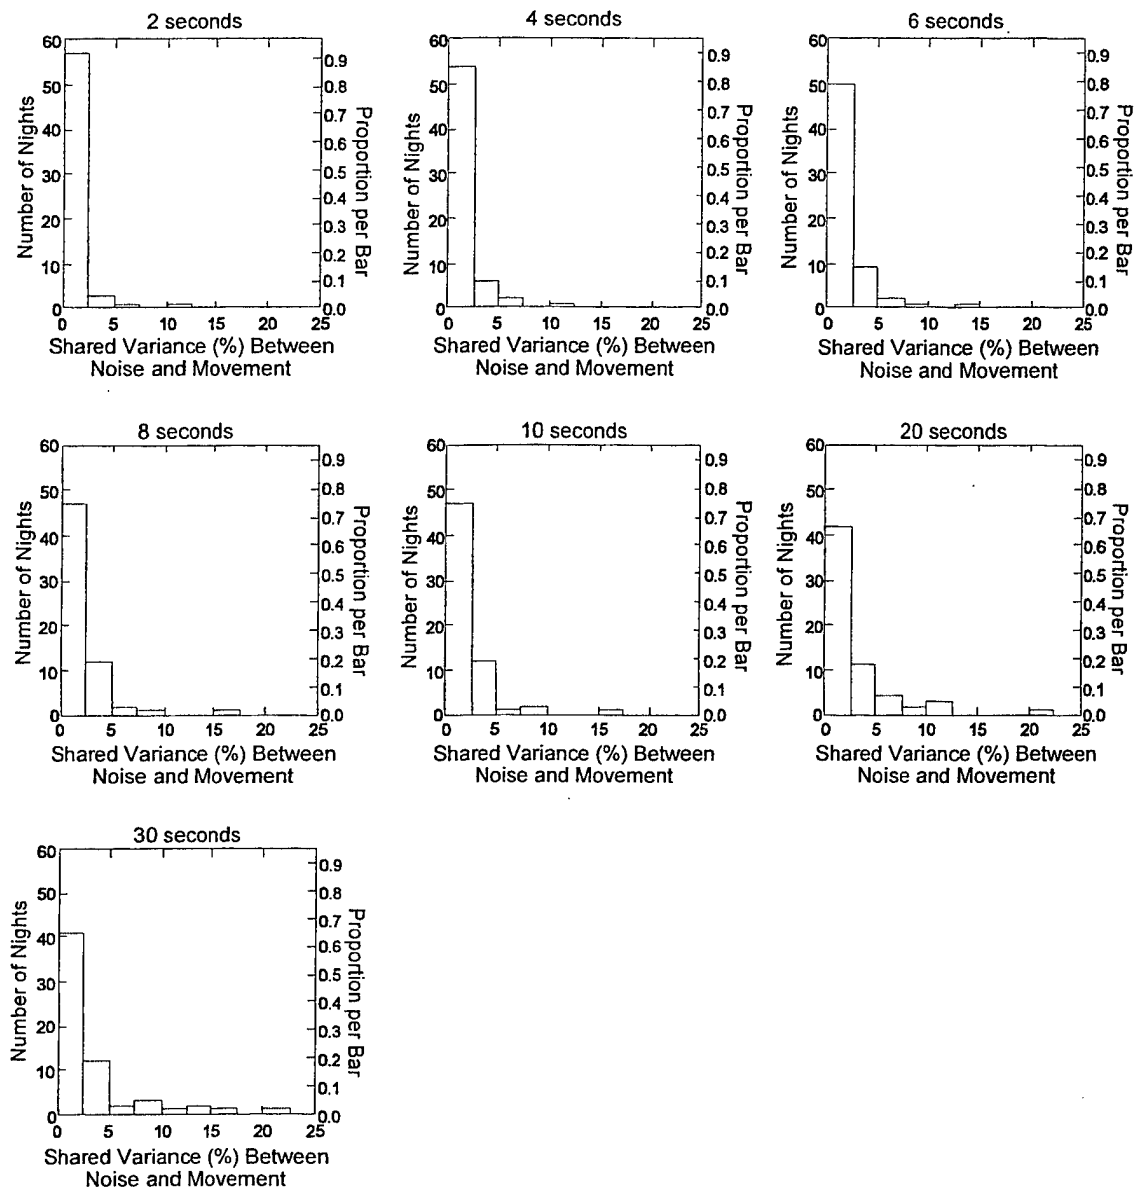 2 seconds
60
50
40
30
20
10
0
Number of Nights
0.9
0.8
0.7
0.6
0.5
0.4
0.3
0.2
0.1
0.0
Proportion per Bar
0 5 10 15 20 25
Shared Variance (%) Between
Noise and Movement
4 seconds
60
50
40
30
20
10
0
Number of Nights
0.9
0.8
0.7
0.6
0.5
0.4
0.3
0.2
0.1
0.0
Proportion per Bar
0 5 10 15 20 25
Shared Variance (%) Between
Noise and Movement
6 seconds
60
50
40
30
20
10
0
Number of Nights
0.9
0.8
0.7
0.6
0.5
0.4
0.3
0.2
0.1
0.0
Proportion per Bar
0 5 10 15 20 25
Shared Variance (%) Between
Noise and Movement
8 seconds
60
50
40
30
20
10
0
Number of Nights
0.9
0.8
0.7
0.6
0.5
0.4
0.3
0.2
0.1
0.0
Proportion per Bar
0 5 10 15 20 25
Shared Variance (%) Between
Noise and Movement
10 seconds
60
50
40
30
20
10
0
Number of Nights
0.9
0.8
0.7
0.6
0.5
0.4
0.3
0.2
0.1
0.0
Proportion per Bar
0 5 10 15 20 25
Shared Variance (%) Between
Noise and Movement
20 seconds
60
50
40
30
20
10
0
Number of Nights
0.9
0.8
0.7
0.6
0.5
0.4
0.3
0.2
0.1
0.0
Proportion per Bar
0 5 10 15 20 25
Shared Variance (%) Between
Noise and Movement
30 seconds
60
50
40
30
20
10
0
Number of Nights
0.9
0.8
0.7
0.6
0.5
0.4
0.3
0.2
0.1
0.0
Proportion per Bar
0 5 10 15 20 25
Shared Variance (%) Between
Noise and Movement